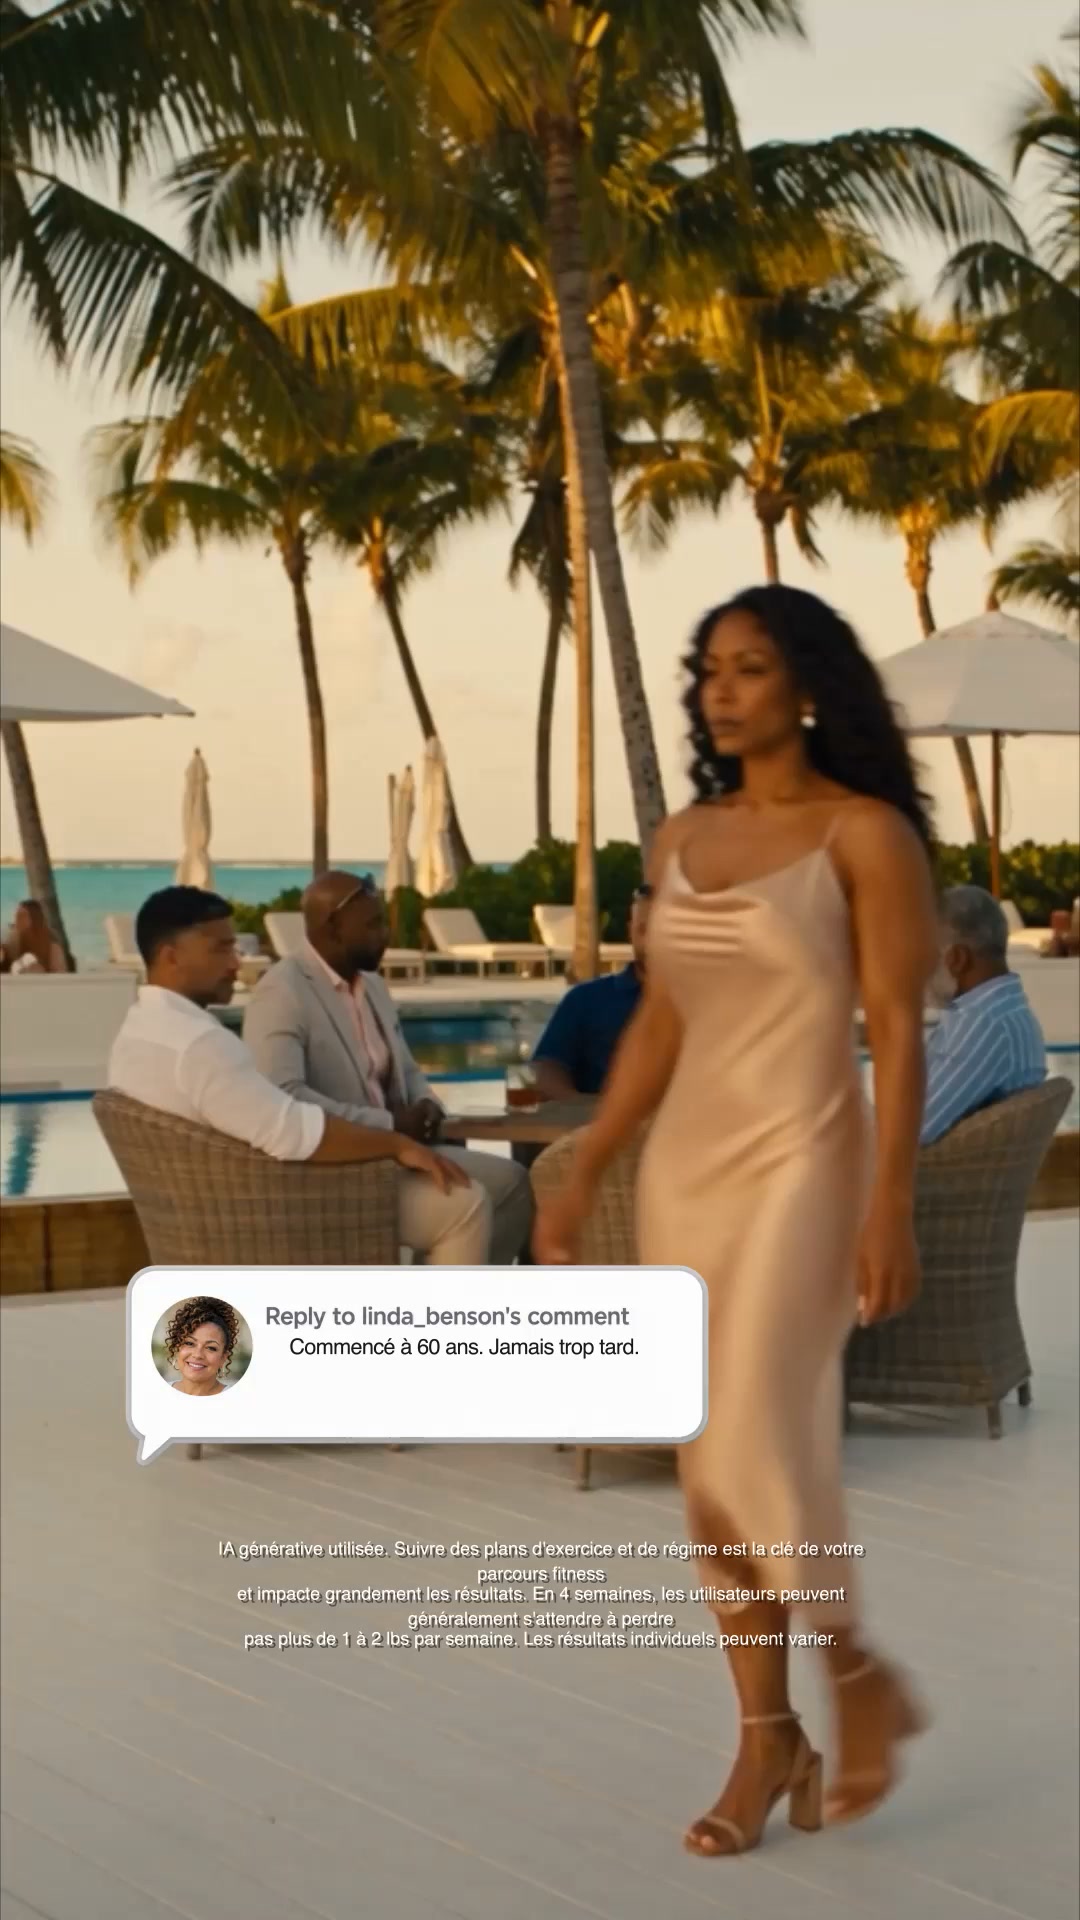 Reply to linda_benson's comment
Commencé à 60 ans. Jamais trop tard.
IA générative utilisée. Suivre des plans d'exercice et de régime est la clé de votre
parcours fitness
et impacte grandement les résultats. En 4 semaines, les utilisateurs peuvent
généralement s'attendre à perdre
pas plus de 1 à 2 lbs par semaine. Les résultats individuels peuvent varier.